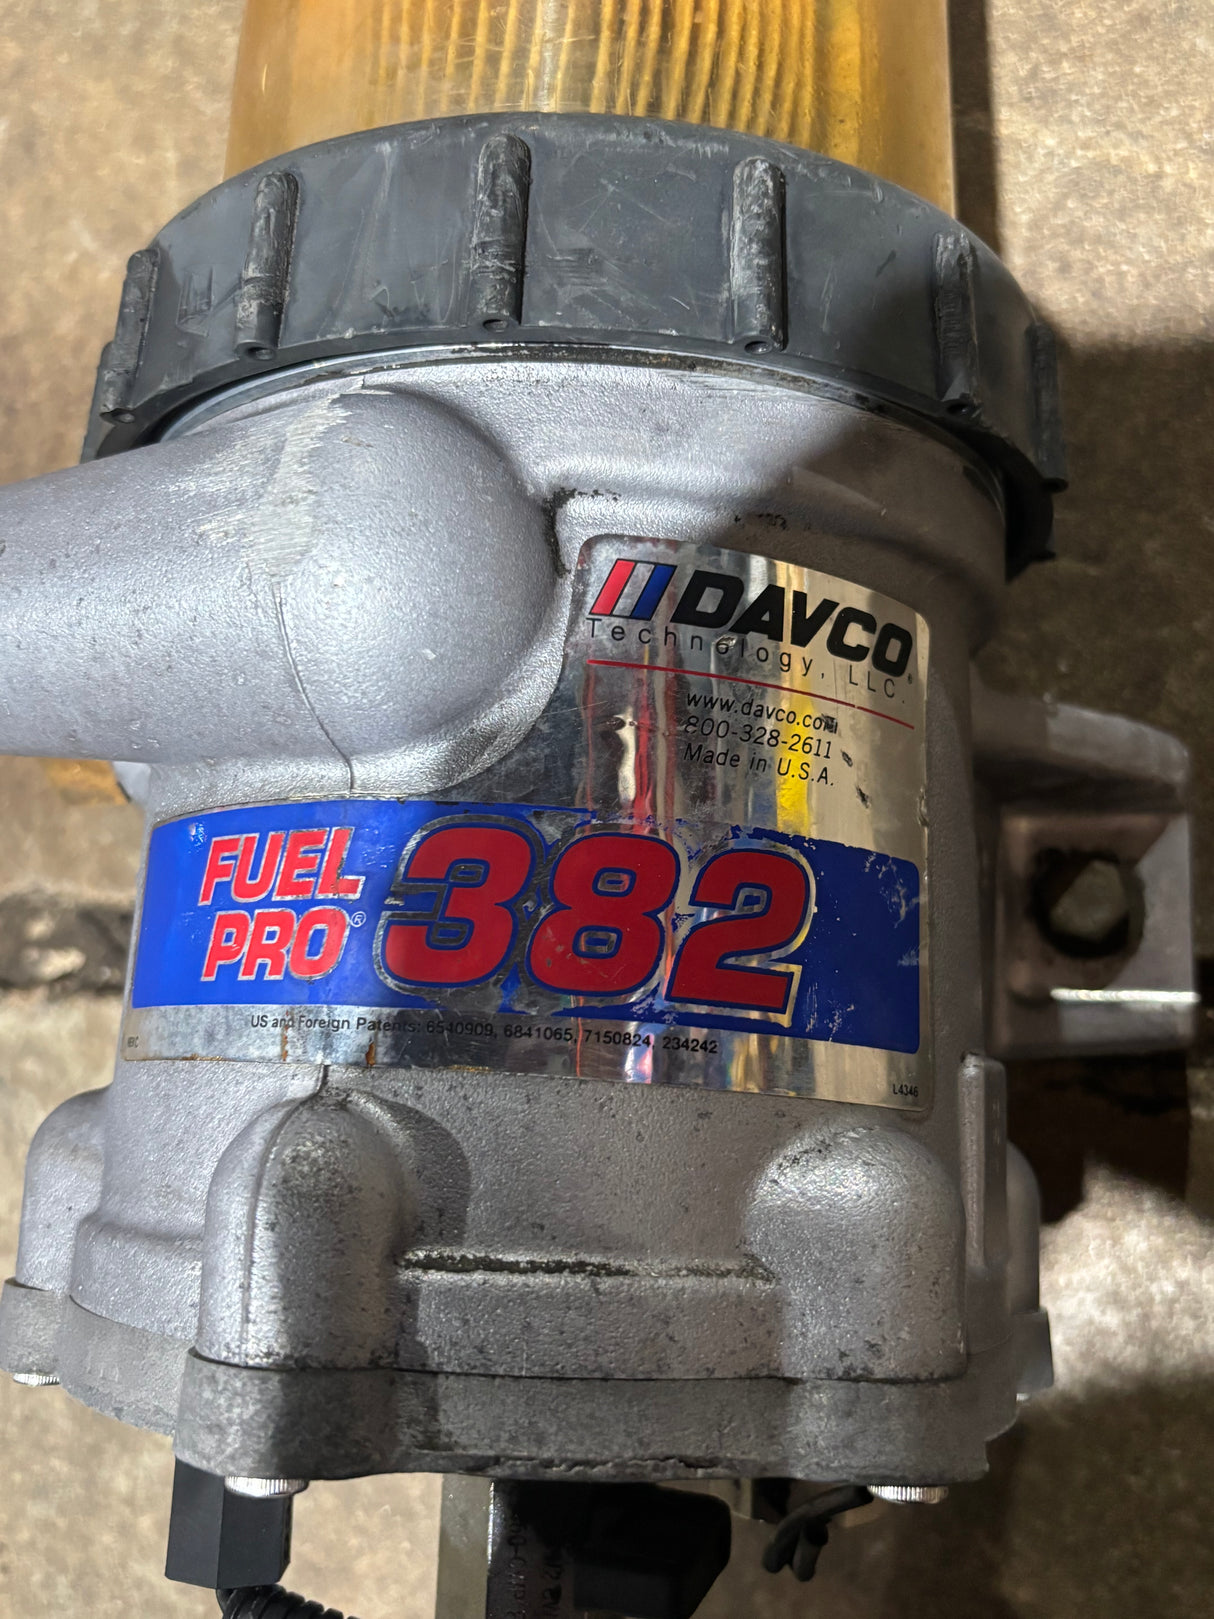 DAVCO®
Technology, LLC.
www.davco.com
800-328-2611
Made in U.S.A.
FUEL
PRO®
382
US and Foreign Patents: 6540909, 6841065, 7150824, 234242
REV C
L4346